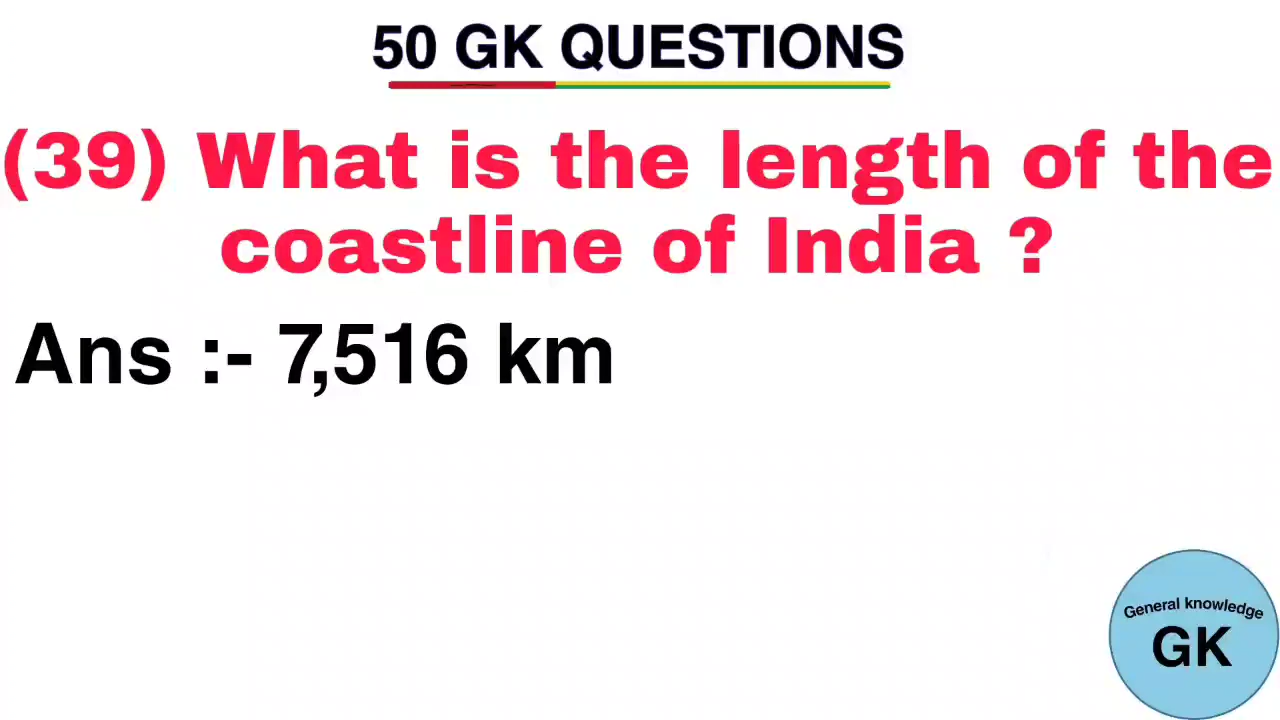 50 GK QUESTIONS
(39) What is the length of the
coastline of India ?
Ans :- 7,516 km
General knowledge
GK